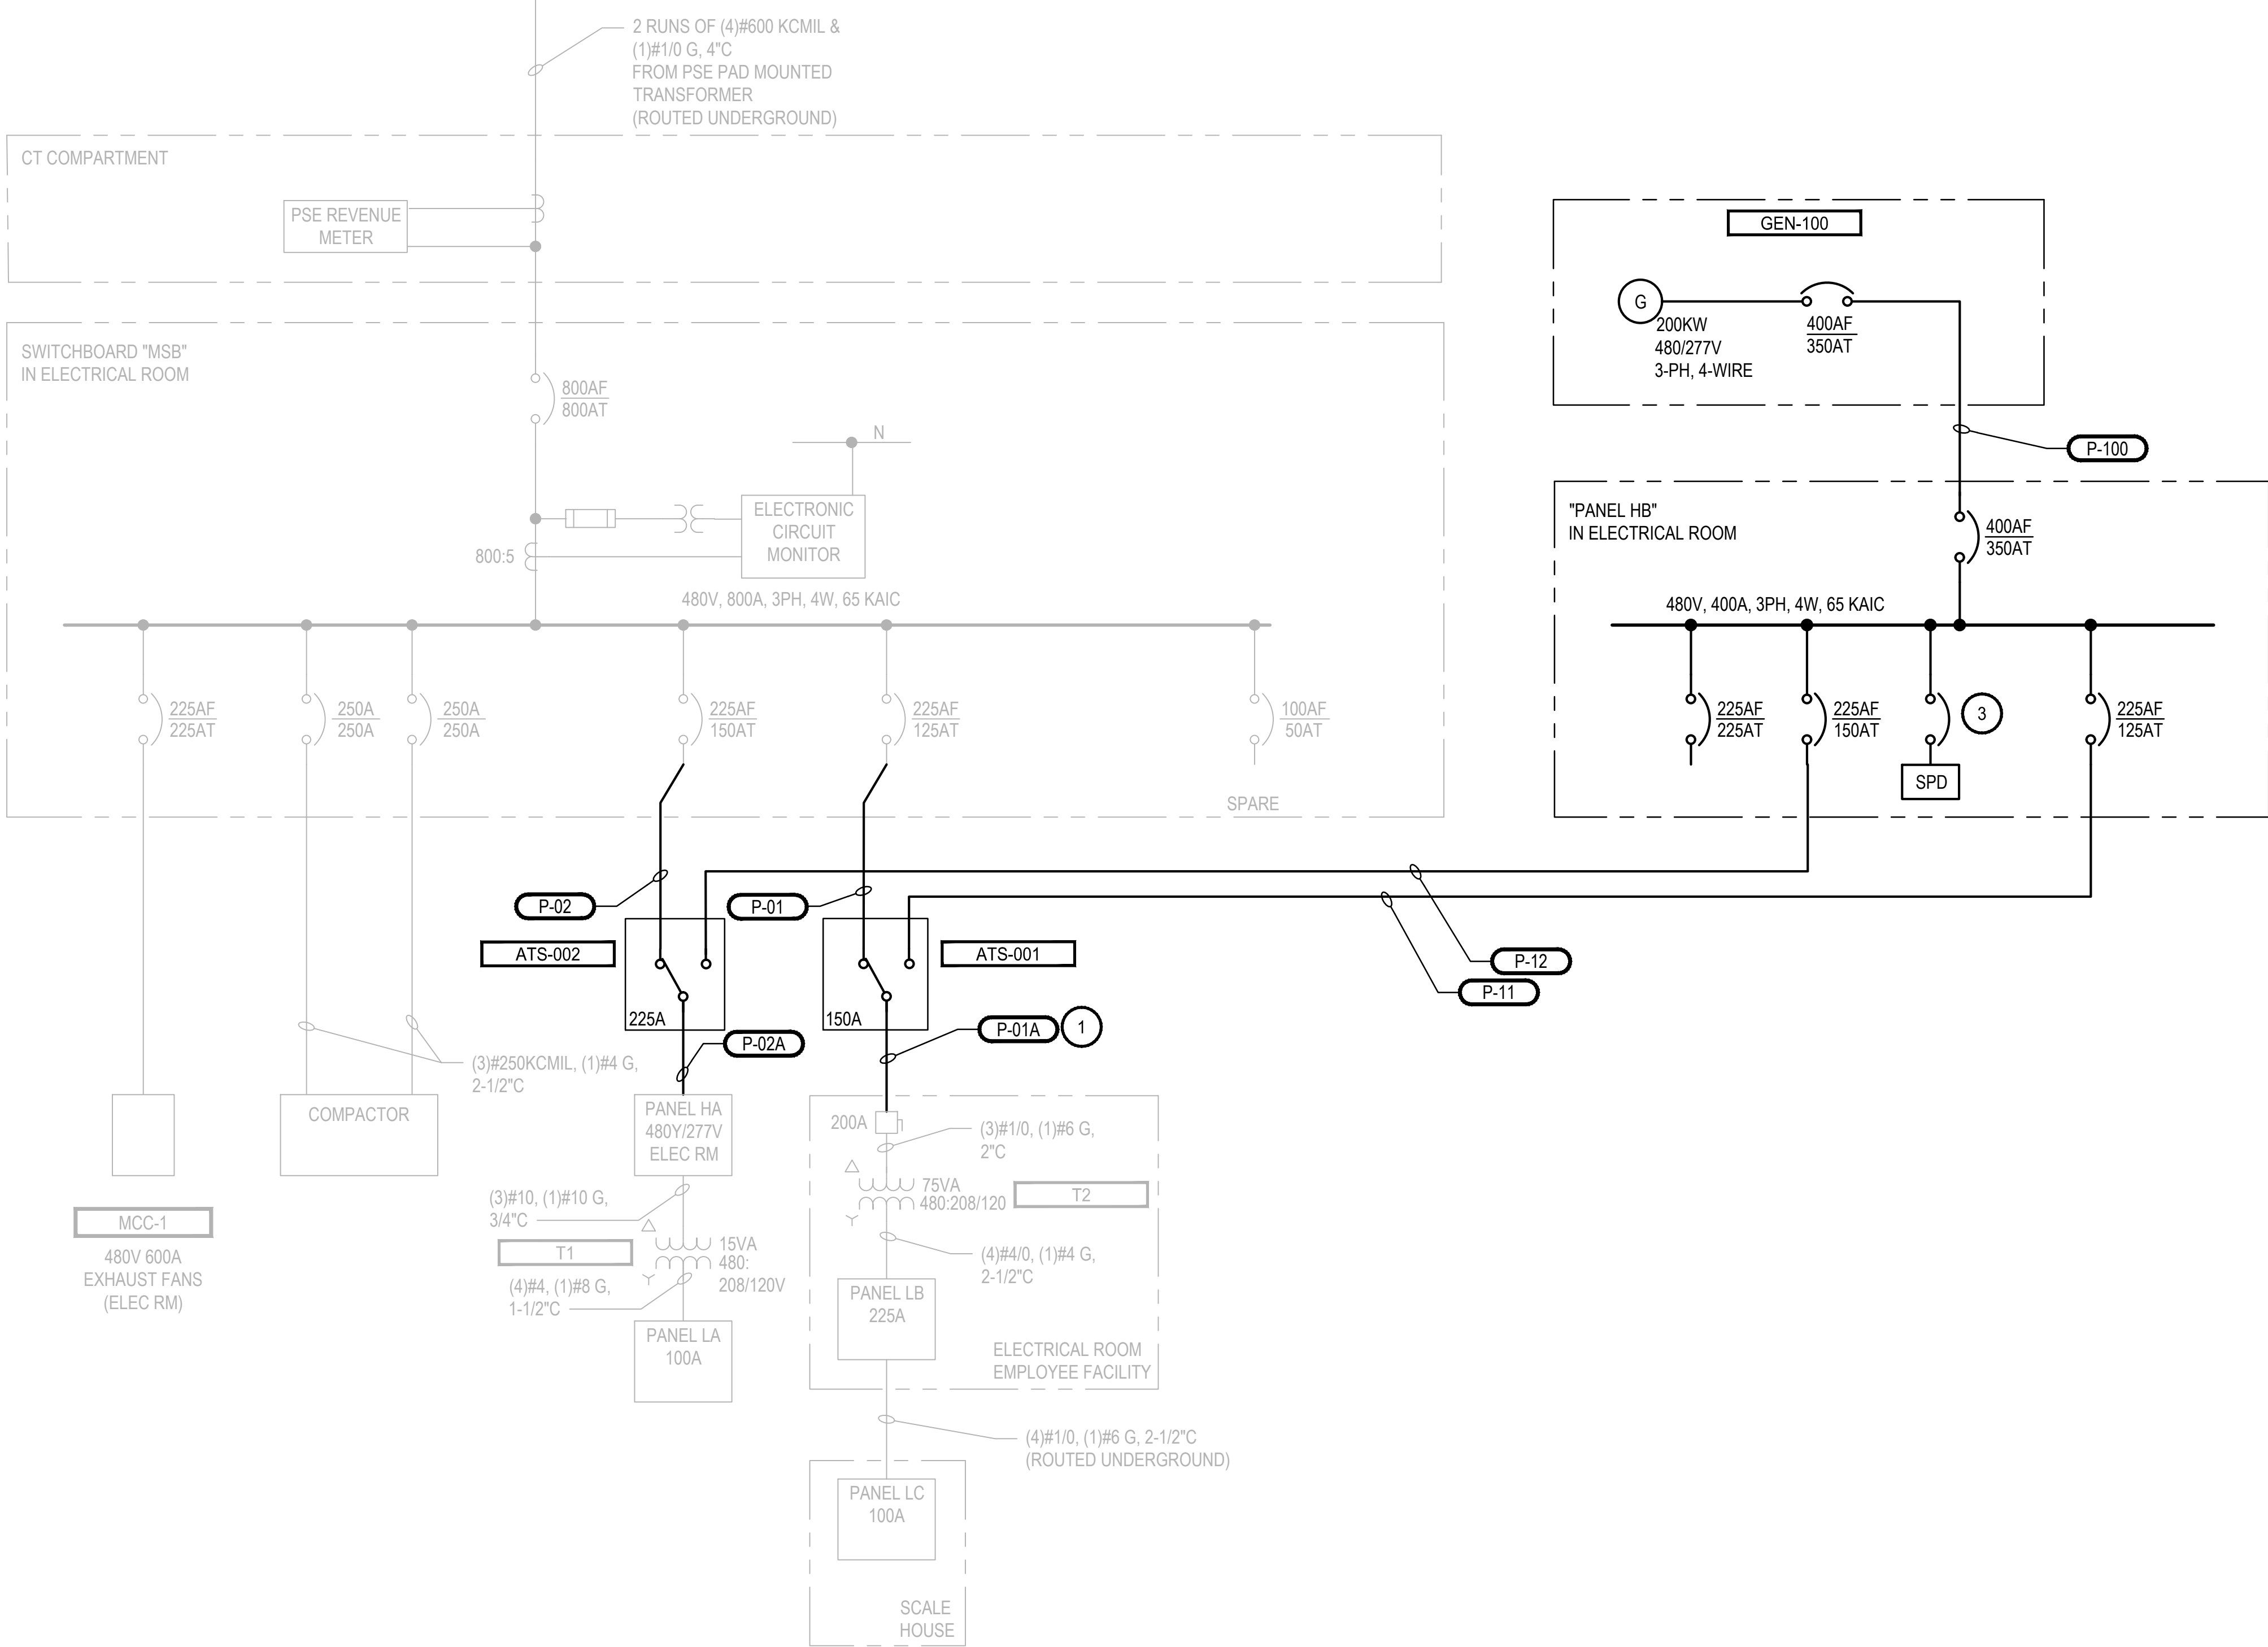 2 RUNS OF (4)#600 KCMIL &
(1)#1/0 G, 4"C
FROM PSE PAD MOUNTED
TRANSFORMER
(ROUTED UNDERGROUND)
CT COMPARTMENT
PSE REVENUE
METER
GEN-100
G
200KW
480/277V
3-PH, 4-WIRE
400AF
350AT
P-100
SWITCHBOARD "MSB"
IN ELECTRICAL ROOM
800AF
800AT
N
ELECTRONIC
CIRCUIT
MONITOR
800:5
480V, 800A, 3PH, 4W, 65 KAIC
"PANEL HB"
IN ELECTRICAL ROOM
400AF
350AT
480V, 400A, 3PH, 4W, 65 KAIC
225AF
225AT
250A
250A
250A
250A
225AF
150AT
225AF
125AT
100AF
50AT
SPARE
225AF
225AT
225AF
150AT
3
SPD
225AF
125AT
P-02
P-01
ATS-002
ATS-001
P-12
P-11
225A
150A
P-02A
P-01A
1
(3)#250KCMIL, (1)#4 G,
2-1/2"C
COMPACTOR
PANEL HA
480Y/277V
ELEC RM
200A
(3)#1/0, (1)#6 G,
2"C
75VA
480:208/120
T2
MCC-1
480V 600A
EXHAUST FANS
(ELEC RM)
(3)#10, (1)#10 G,
3/4"C
T1
15VA
480:
208/120V
(4)#4, (1)#8 G,
1-1/2"C
PANEL LA
100A
(4)#4/0, (1)#4 G,
2-1/2"C
PANEL LB
225A
ELECTRICAL ROOM
EMPLOYEE FACILITY
(4)#1/0, (1)#6 G, 2-1/2"C
(ROUTED UNDERGROUND)
PANEL LC
100A
SCALE
HOUSE